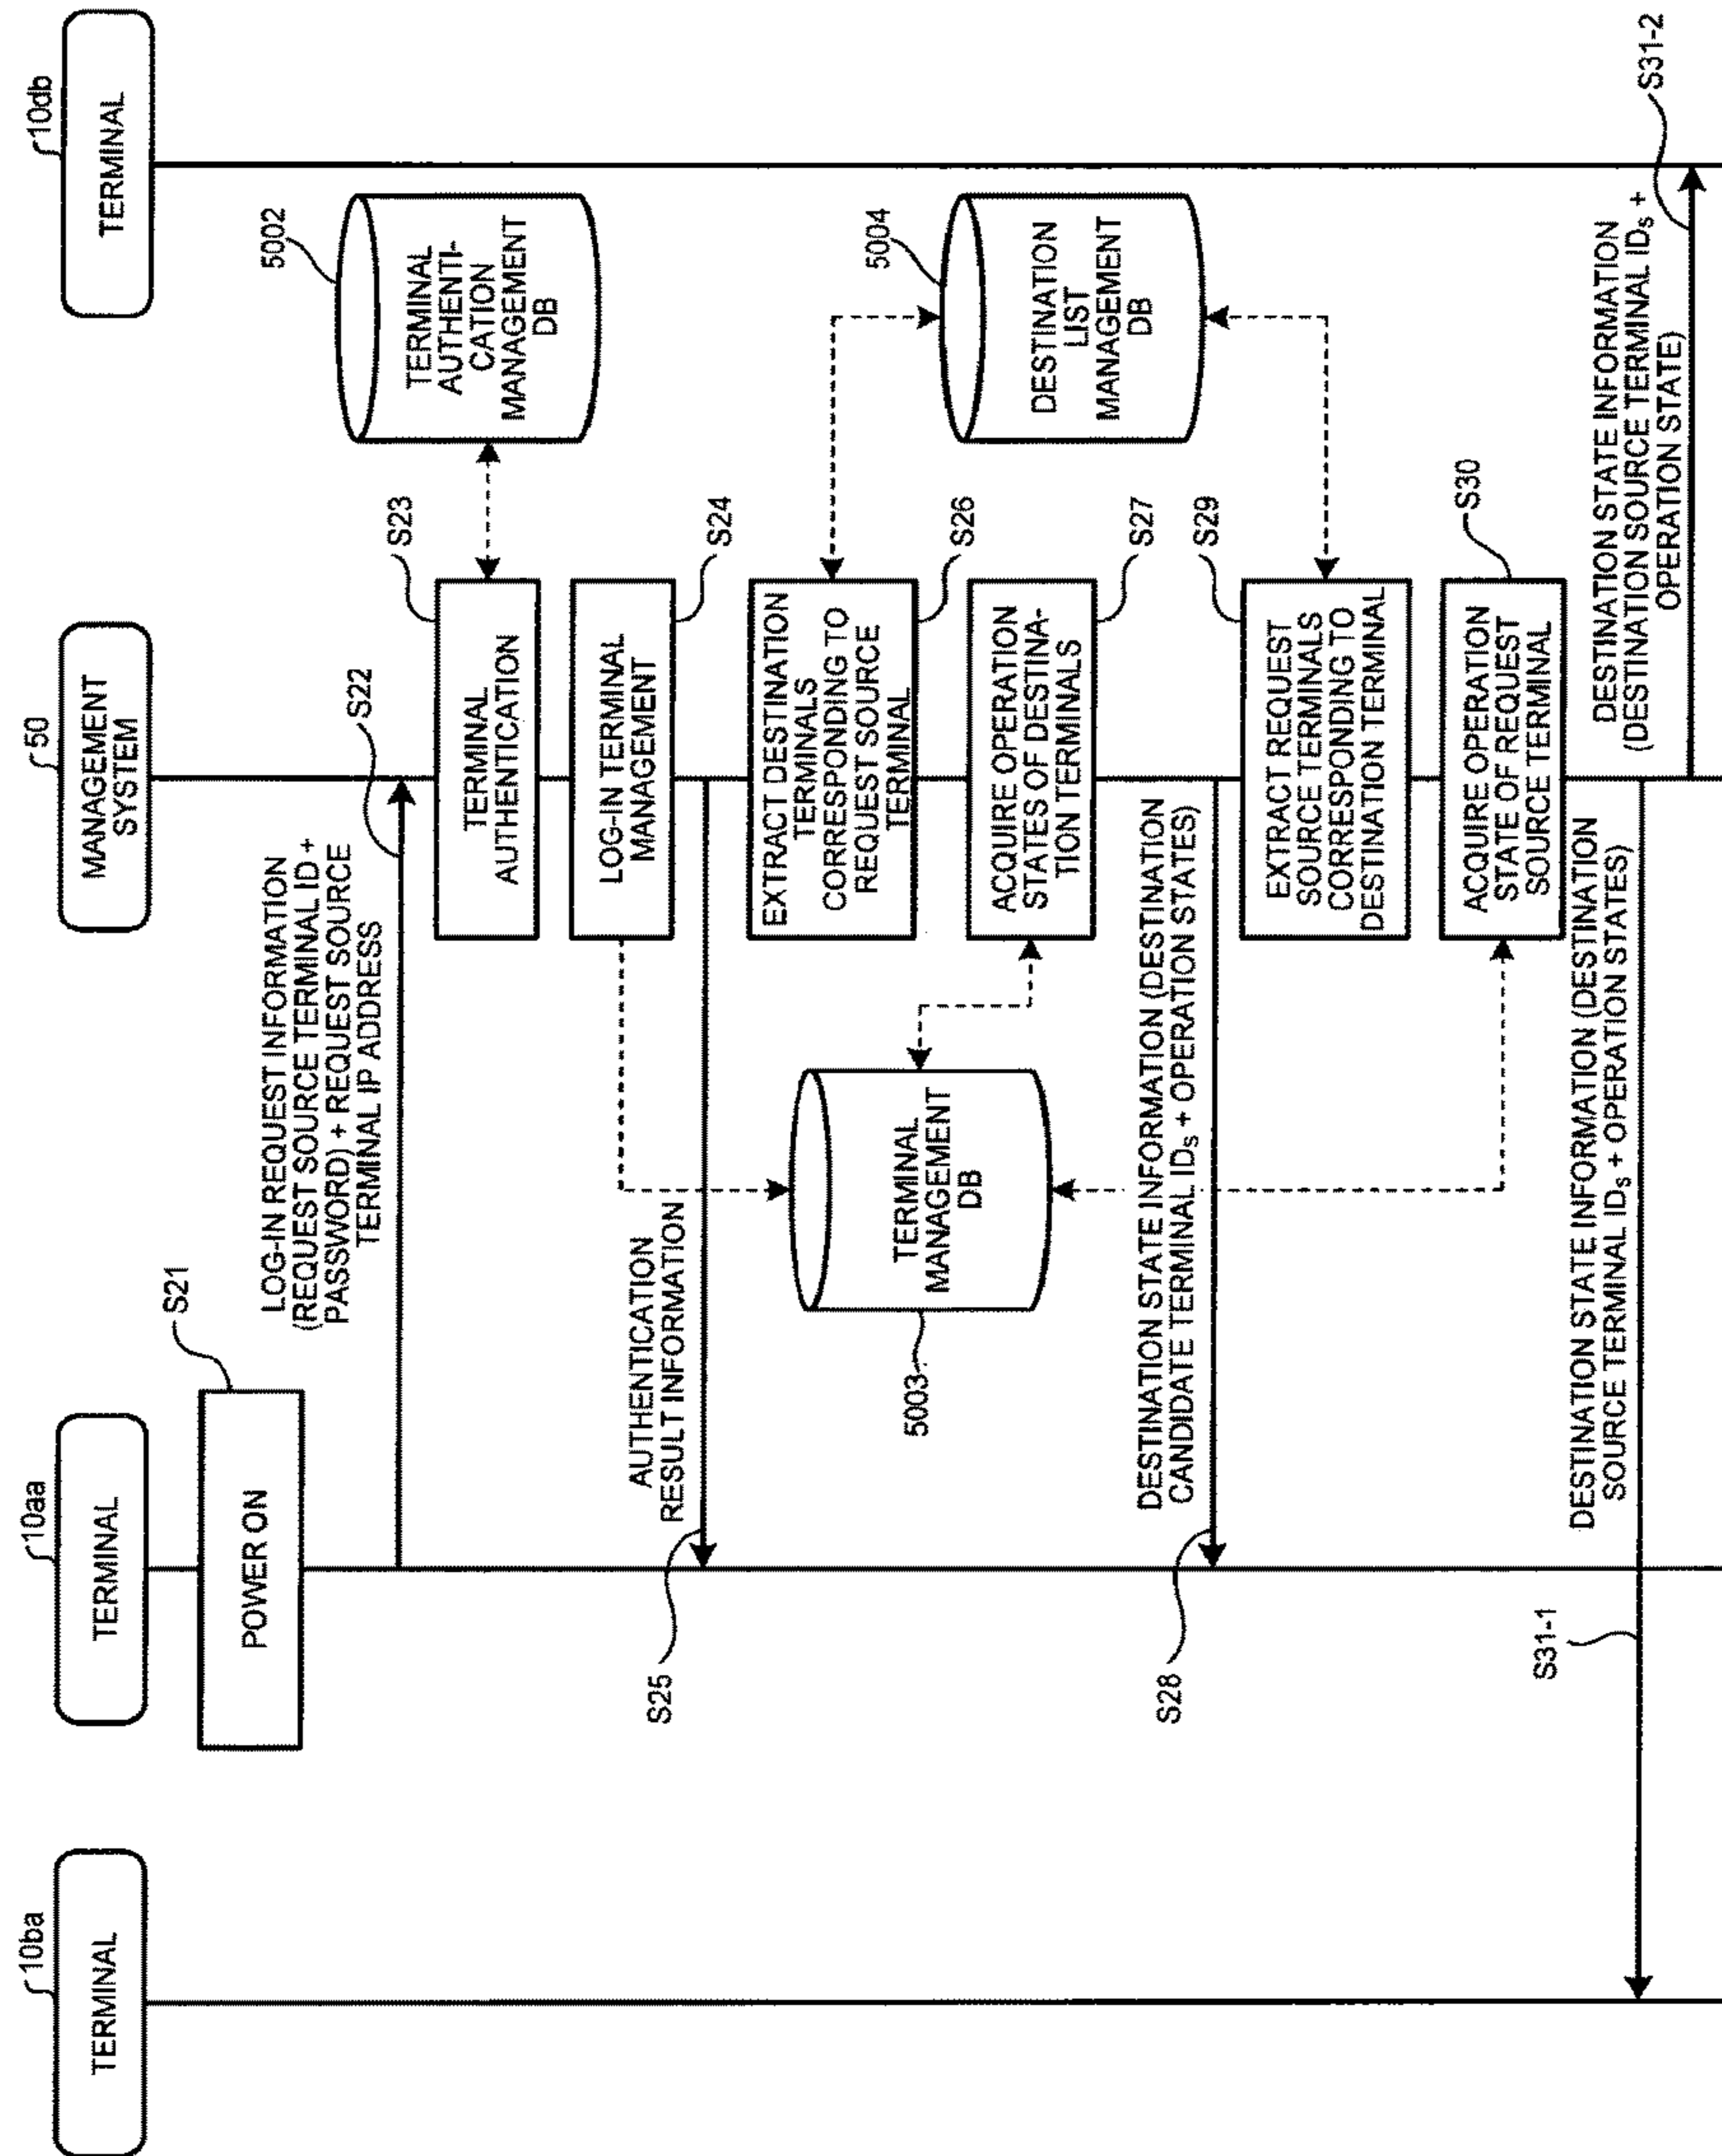 10ba
TERMINAL
10aa
TERMINAL
50
MANAGEMENT
SYSTEM
10db
TERMINAL
S21
POWER ON
LOG-IN REQUEST INFORMATION
(REQUEST SOURCE TERMINAL ID +
PASSWORD) + REQUEST SOURCE
TERMINAL IP ADDRESS
S22
S23
TERMINAL
AUTHENTICATION
5002
TERMINAL
AUTHENTI-
CATION
MANAGEMENT
DB
S24
LOG-IN TERMINAL
MANAGEMENT
AUTHENTICATION
RESULT INFORMATION
S25
S26
EXTRACT DESTINATION
TERMINALS
CORRESPONDING TO
REQUEST SOURCE
TERMINAL
5003
TERMINAL
MANAGEMENT
DB
5004
DESTINATION
LIST
MANAGEMENT
DB
S27
ACQUIRE OPERATION
STATES OF DESTINA-
TION TERMINALS
DESTINATION STATE INFORMATION (DESTINATION
CANDIDATE TERMINAL IDs + OPERATION STATES)
S28
S29
EXTRACT REQUEST
SOURCE TERMINALS
CORRESPONDING TO
DESTINATION TERMINAL
S30
ACQUIRE OPERATION
STATE OF REQUEST
SOURCE TERMINAL
DESTINATION STATE INFORMATION (DESTINATION
SOURCE TERMINAL IDs + OPERATION STATES)
S31-1
DESTINATION STATE INFORMATION
(DESTINATION SOURCE TERMINAL IDs +
OPERATION STATE)
S31-2